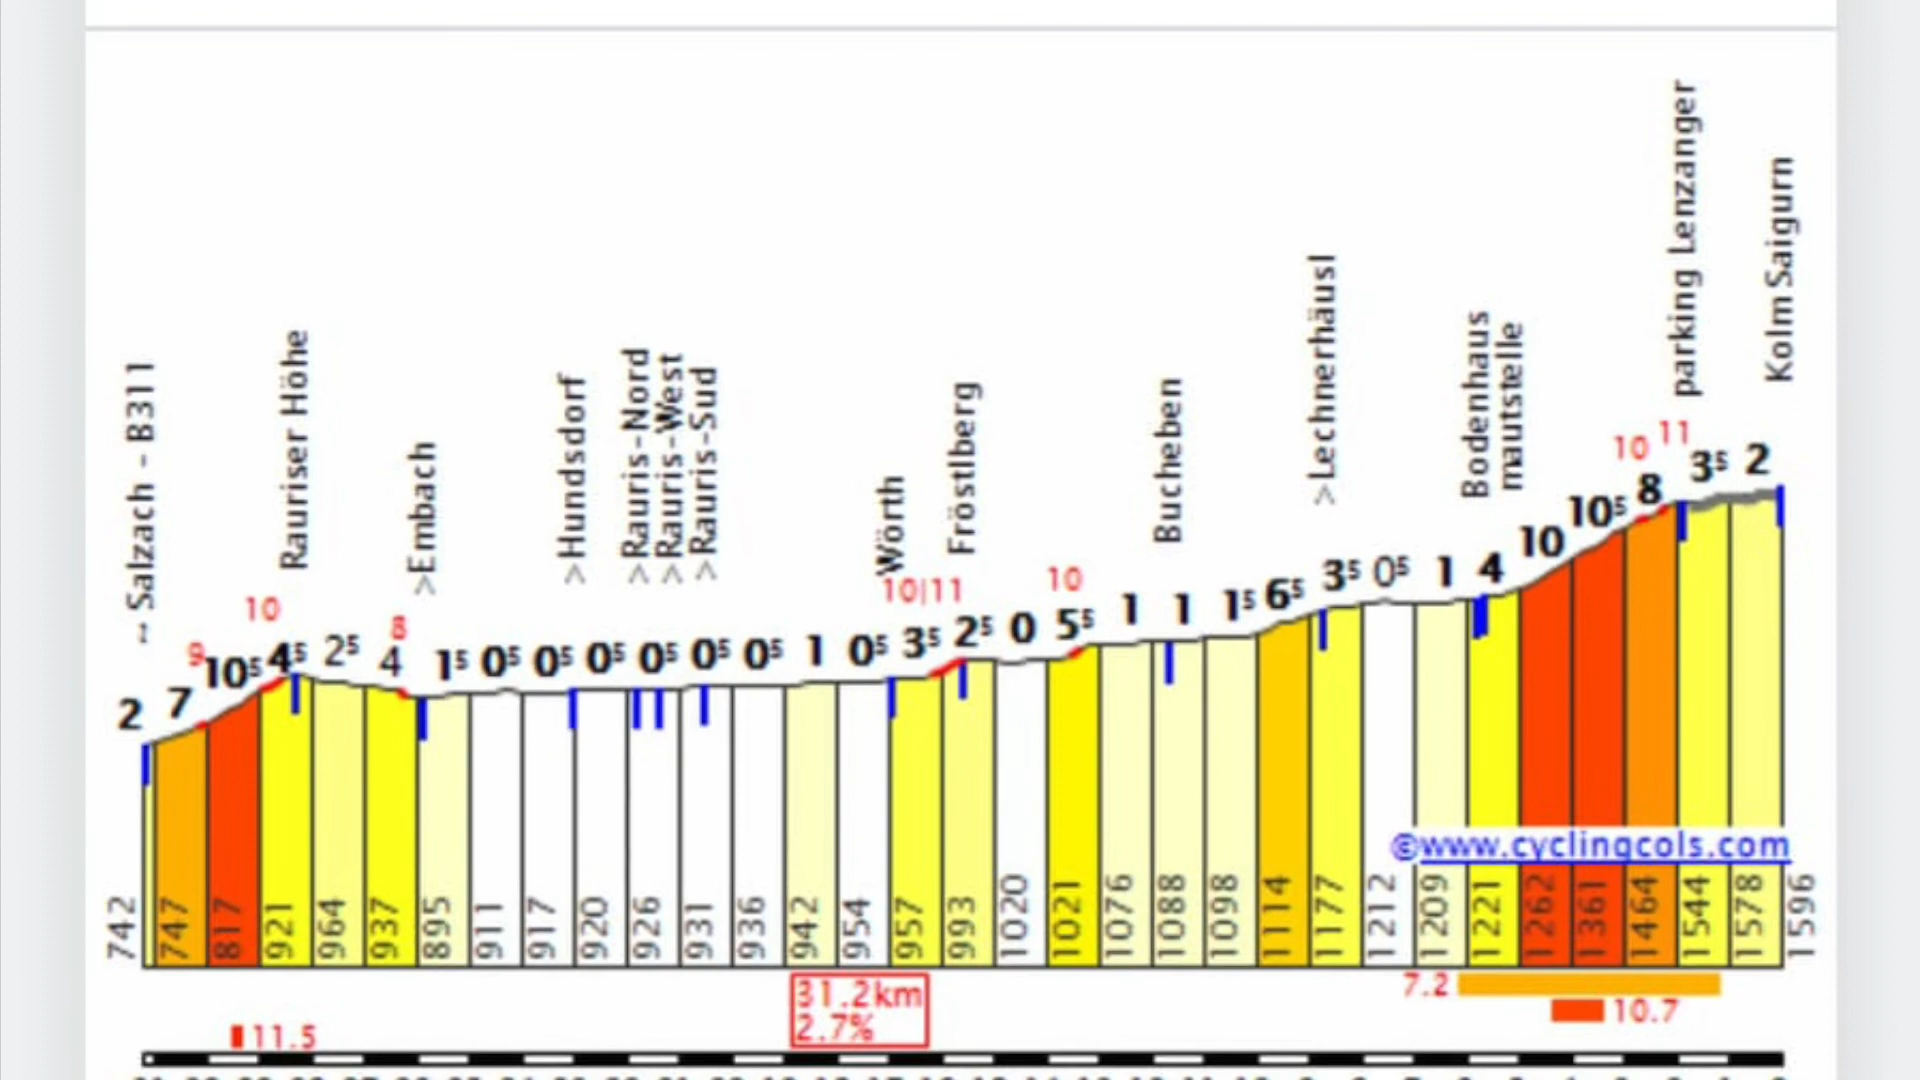 ~ Salzach - B311
Rauriser Höhe
>Embach
>Hundsdorf
>Rauris-Nord
>Rauris-West
>Rauris-Sud
Wörth
Fröstlberg
Bucheben
>Lechnerhäusl
Bodenhaus
mautstelle
parking Lenzanger
Kolm Saigurn
9 10 8 10|11 10 10 11
2 7 10⁵ 4⁵ 2⁵ 4 1⁵ 0⁵ 0⁵ 0⁵ 0⁵ 0⁵ 0⁵ 1 0⁵ 3⁵ 2⁵ 0 5⁵ 1 1 1⁵ 6⁵ 3⁵ 0⁵ 1 4 10 10⁵ 8 3⁵ 2
©www.cyclingcols.com
742 747 817 921 964 937 895 911 917 920 926 931 936 942 954 957 993 1020 1021 1076 1088 1098 1114 1177 1212 1209 1221 1262 1361 1464 1544 1578 1596
31.2km
2.7%
7.2
10.7
11.5